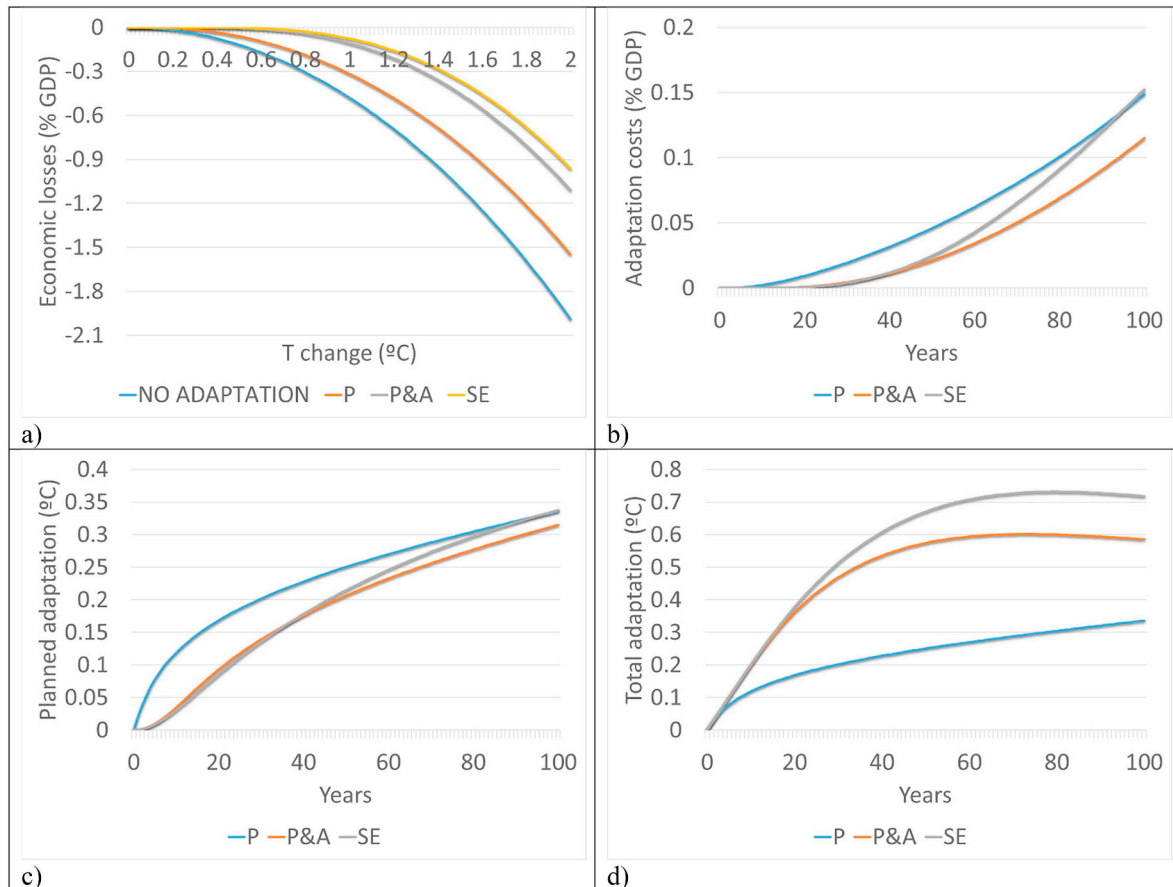 0
-0.3
-0.6
-0.9
-1.2
-1.5
-1.8
-2.1
Economic losses (% GDP)
0 0.2 0.4 0.6 0.8 1 1.2 1.4 1.6 1.8 2
T change (ºC)
NO ADAPTATION P P&A SE
a)
0.15
0.1
0.05
0
Adaptation costs (% GDP)
0 20 40 60 80 100
Years
P P&A SE
b)
0.4
0.35
0.3
0.25
0.2
0.15
0.1
0.05
0
Planned adaptation (ºC)
0 20 40 60 80 100
Years
P P&A SE
c)
0.8
0.7
0.6
0.5
0.4
0.3
0.2
0.1
0
Total adaptation (ºC)
0 20 40 60 80 100
Years
P P&A SE
d)